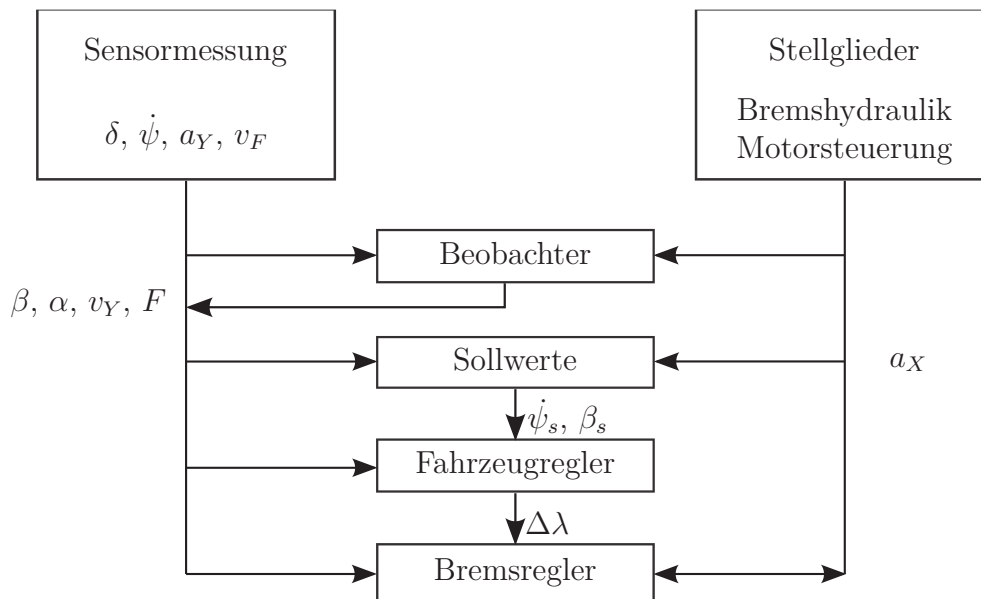 Sensormessung
δ, ψ̇, a_Y, v_F
Stellglieder
Bremshydraulik
Motorsteuerung
Beobachter
β, α, v_Y, F
Sollwerte
a_X
ψ̇_s, β_s
Fahrzeugregler
Δλ
Bremsregler